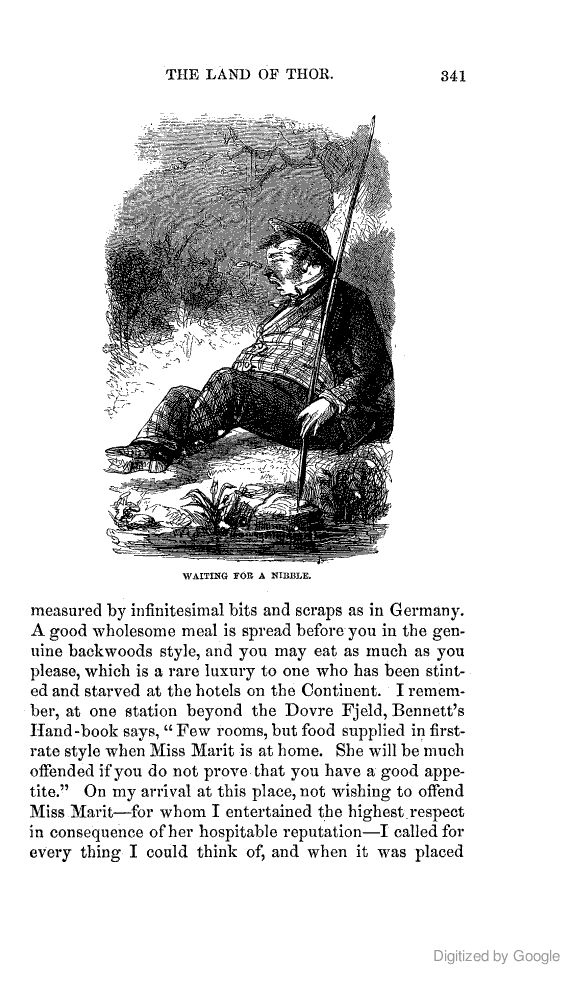 THE LAND OF THOR. 341
WAITING FOR A NIBBLE.
measured by infinitesimal bits and scraps as in Germany.
A good wholesome meal is spread before you in the gen-
uine backwoods style, and you may eat as much as you
please, which is a rare luxury to one who has been stint-
ed and starved at the hotels on the Continent. I remem-
ber, at one station beyond the Dovre Fjeld, Bennett's
Hand-book says, "Few rooms, but food supplied in first-
rate style when Miss Marit is at home. She will be much
offended if you do not prove that you have a good appe-
tite." On my arrival at this place, not wishing to offend
Miss Marit—for whom I entertained the highest respect
in consequence of her hospitable reputation—I called for
every thing I could think of, and when it was placed
Digitized by Google